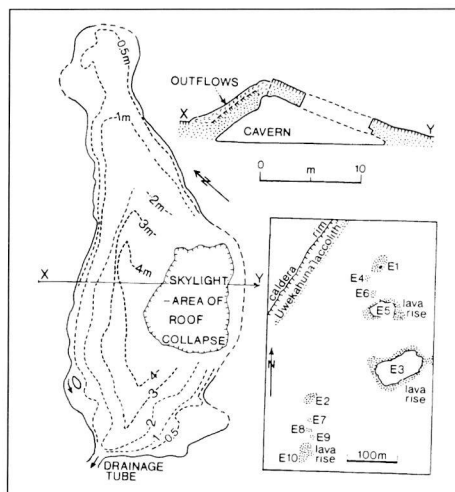 0.5m
1m
2m
3m
4m
X
Y
SKYLIGHT
-AREA OF
ROOF
COLLAPSE
4
3
2
1
0.5
DRAINAGE
TUBE
N
OUTFLOWS
X
Y
CAVERN
0 m 10
caldera rim
Uwekahuna laccolith
E1
E4
E6
E5
lava
rise
E3
lava
rise
N
E2
E7
E8
E9
lava
E10 rise
100m